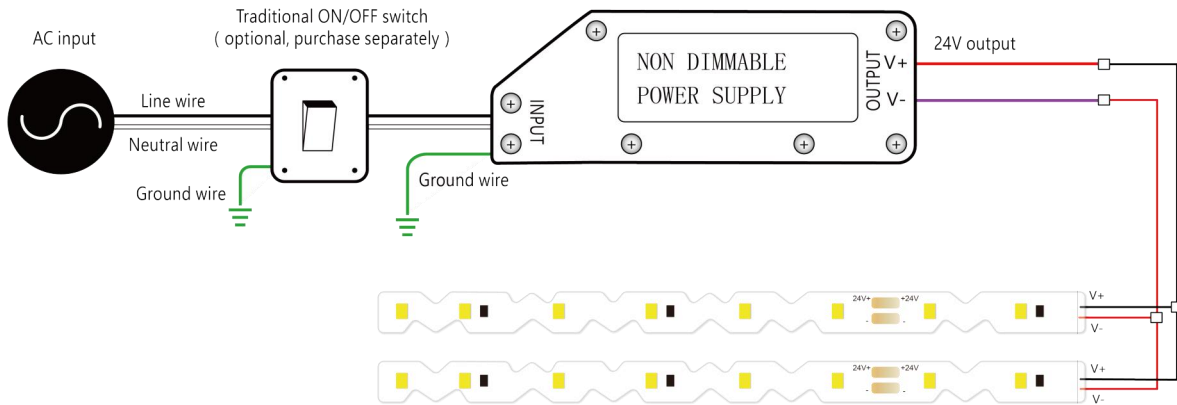 AC input
Traditional ON/OFF switch
( optional, purchase separately )
Line wire
Neutral wire
Ground wire
Ground wire
INPUT
NON DIMMABLE
POWER SUPPLY
OUTPUT
V+
V-
24V output
24V+ +24V
- -
V+
V-
24V+ +24V
- -
V+
V-